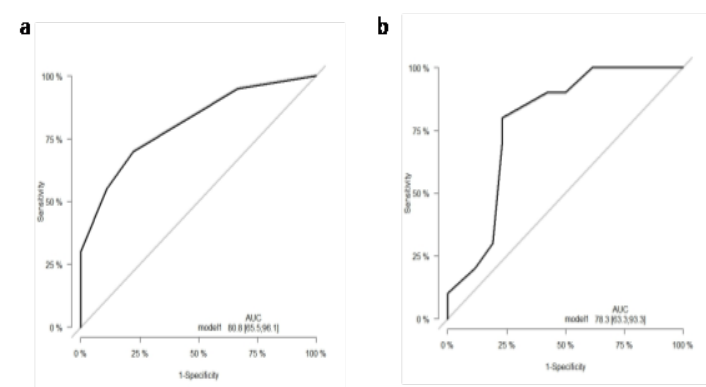 a
100 %
75 %
50 %
25 %
0 %
Sensitivity
AUC
model1 80.8 [65.5;96.1]
0 %
25 %
50 %
75 %
100 %
1-Specificity
b
100 %
75 %
50 %
25 %
0 %
Sensitivity
AUC
model1 78.3 [63.3;93.3]
0 %
25 %
50 %
75 %
100 %
1-Specificity